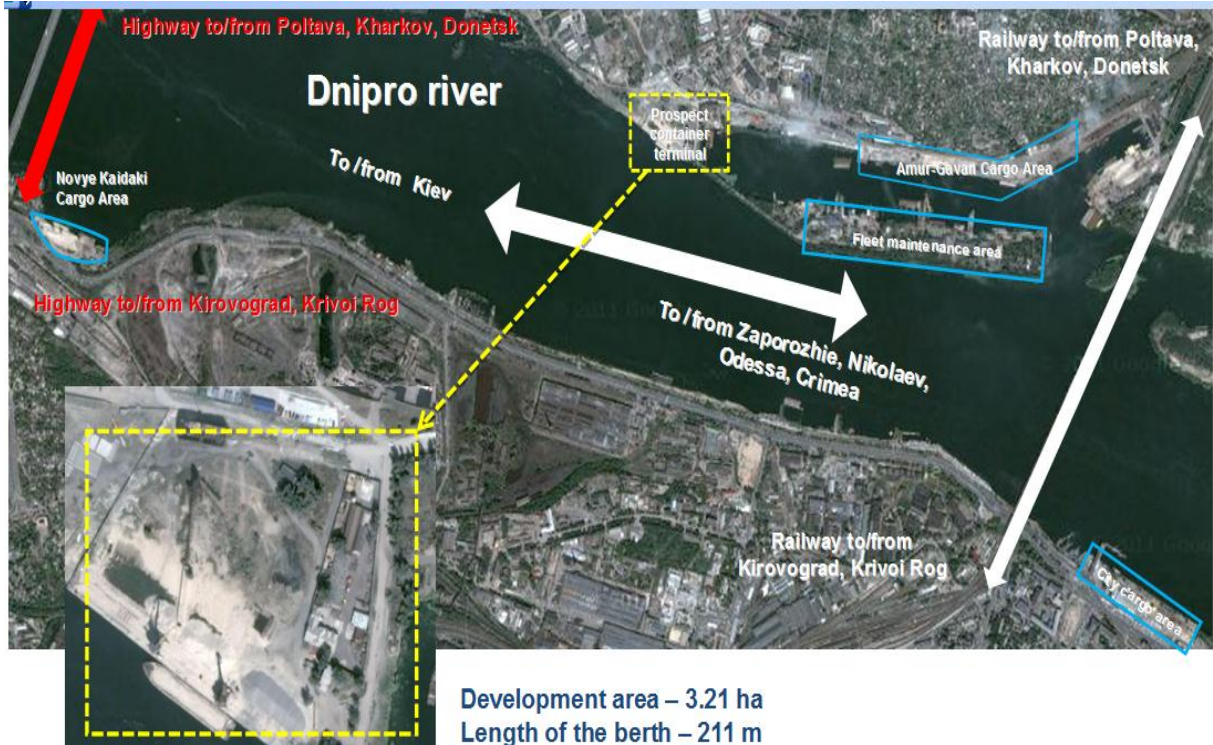 Highway to/from Poltava, Kharkov, Donetsk
Railway to/from Poltava,
Kharkov, Donetsk
Dnipro river
Prospect
container
terminal
To /from Kiev
Amur-Gavan Cargo Area
Novye Kaidaki
Cargo Area
Fleet maintenance area
Highway to/from Kirovograd, Krivoi Rog
To /from Zaporozhie, Nikolaev,
Odessa, Crimea
Railway to/from
Kirovograd, Krivoi Rog
City cargo area
Development area – 3.21 ha
Length of the berth – 211 m